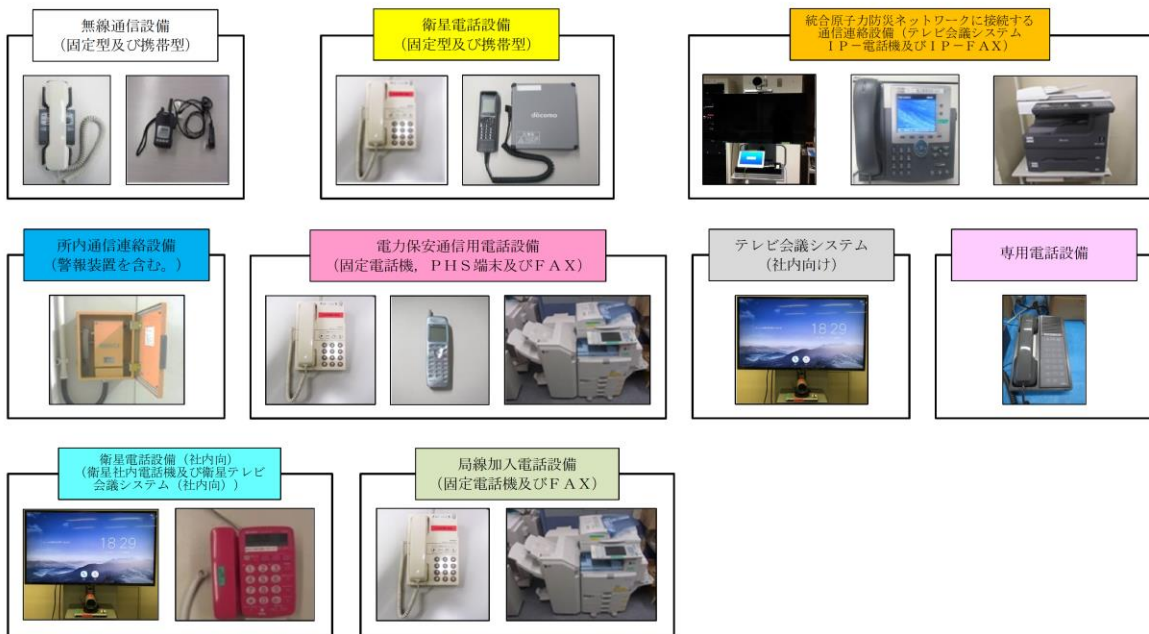 無線通信設備
（固定型及び携帯型）
衛星電話設備
（固定型及び携帯型）
統合原子力防災ネットワークに接続する
通信連絡設備（テレビ会議システム
ＩＰ－電話機及びＩＰ－ＦＡＸ）
döcomo
所内通信連絡設備
（警報装置を含む。）
電力保安通信用電話設備
（固定電話機，ＰＨＳ端末及びＦＡＸ）
テレビ会議システム
（社内向け）
専用電話設備
18:29
衛星電話設備（社内向）
（衛星社内電話機及び衛星テレビ
会議システム（社内向））
局線加入電話設備
（固定電話機及びＦＡＸ）
18:29